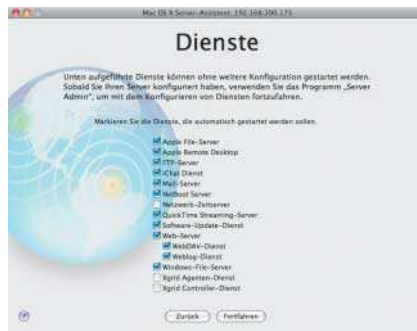 Mac OS X Server-Assistent: 192.168.200.173
Dienste
Unten aufgeführte Dienste können ohne weitere Konfiguration gestartet werden.
Sobald Sie Ihren Server konfiguriert haben, verwenden Sie das Programm „Server
Admin“, um mit dem Konfigurieren von Diensten fortzufahren.
Markieren Sie die Dienste, die automatisch gestartet werden sollen.
Apple File-Server
Apple Remote Desktop
FTP-Server
iChat Dienst
Mail-Server
NetBoot Server
Netzwerk-Zeitserver
QuickTime Streaming-Server
Software-Update-Dienst
Web-Server
WebDAV-Dienst
Weblog-Dienst
Windows-File-Server
Xgrid Agenten-Dienst
Xgrid Controller-Dienst
?
Zurück
Fortfahren